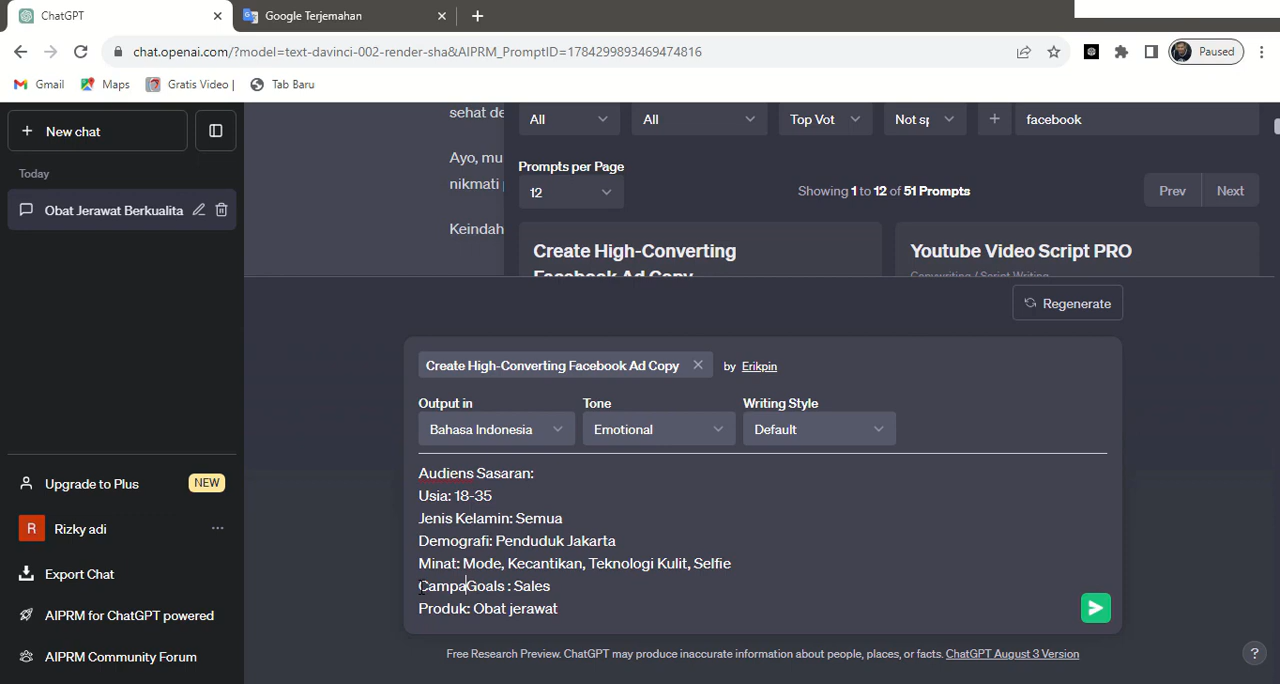 ChatGPT
Google Terjemahan
chat.openai.com/?model=text-davinci-002-render-sha&AIPRM_PromptID=1784299893469474816
Paused
Gmail
Maps
Gratis Video |
Tab Baru
New chat
Today
Obat Jerawat Berkualita
Upgrade to Plus
NEW
R
Rizky adi
Export Chat
AIPRM for ChatGPT powered
AIPRM Community Forum
sehat de
Ayo, mu
nikmati
Keindah
All
All
Top Vot
Not s
facebook
Prompts per Page
12
Showing 1 to 12 of 51 Prompts
Prev
Next
Create High-Converting
Facebook Ad Copy
Youtube Video Script PRO
Copywriting / Script Writing
Regenerate
Create High-Converting Facebook Ad Copy
by Erikpin
Output in
Tone
Writing Style
Bahasa Indonesia
Emotional
Default
Audiens Sasaran:
Usia: 18-35
Jenis Kelamin: Semua
Demografi: Penduduk Jakarta
Minat: Mode, Kecantikan, Teknologi Kulit, Selfie
CampaGoals : Sales
Produk: Obat jerawat
Free Research Preview. ChatGPT may produce inaccurate information about people, places, or facts. ChatGPT August 3 Version
?